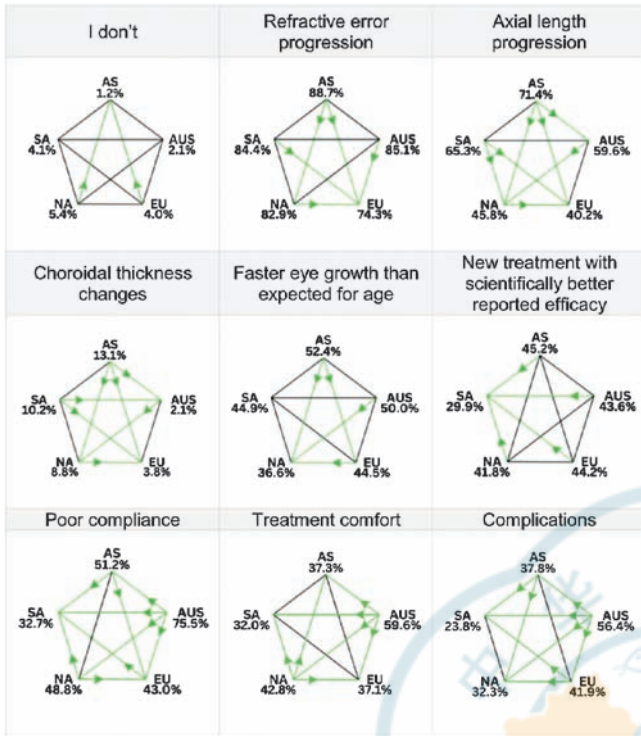 I don't
Refractive error
progression
Axial length
progression
AS
1.2%
SA
4.1%
AUS
2.1%
NA
5.4%
EU
4.0%
AS
88.7%
SA
84.4%
AUS
85.1%
NA
82.9%
EU
74.3%
AS
71.4%
SA
65.3%
AUS
59.6%
NA
45.8%
EU
40.2%
Choroidal thickness
changes
Faster eye growth than
expected for age
New treatment with
scientifically better
reported efficacy
AS
13.1%
SA
10.2%
AUS
2.1%
NA
8.8%
EU
3.8%
AS
52.4%
SA
44.9%
AUS
50.0%
NA
36.6%
EU
44.5%
AS
45.2%
SA
29.9%
AUS
43.6%
NA
41.8%
EU
44.2%
Poor compliance
Treatment comfort
Complications
AS
51.2%
SA
32.7%
AUS
75.5%
NA
48.8%
EU
43.0%
AS
37.3%
SA
32.0%
AUS
59.6%
NA
42.8%
EU
37.1%
AS
37.8%
SA
23.8%
AUS
56.4%
NA
32.3%
EU
41.9%